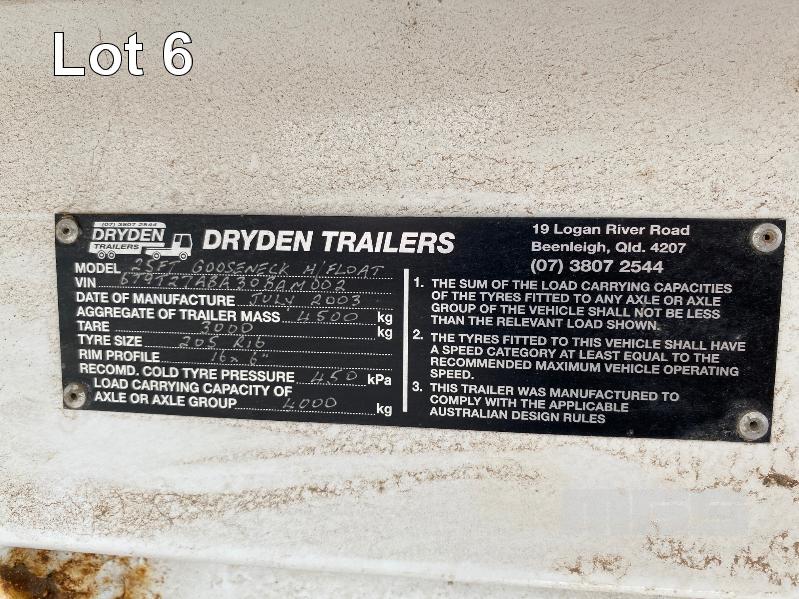 Lot 6
(07) 3807 2544
DRYDEN
TRAILERS
DRYDEN TRAILERS
19 Logan River Road
Beenleigh, Qld. 4207
(07) 3807 2544
MODEL 25FT GOOSENECK H/FLOAT
VIN
DATE OF MANUFACTURE JULY 2003
AGGREGATE OF TRAILER MASS 4500 kg
TARE 3000 kg
TYRE SIZE 205 R16
RIM PROFILE 16 x 6"
RECOMD. COLD TYRE PRESSURE 450 kPa
LOAD CARRYING CAPACITY OF
AXLE OR AXLE GROUP 4000 kg
1. THE SUM OF THE LOAD CARRYING CAPACITIES
OF THE TYRES FITTED TO ANY AXLE OR AXLE
GROUP OF THE VEHICLE SHALL NOT BE LESS
THAN THE RELEVANT LOAD SHOWN.
2. THE TYRES FITTED TO THIS VEHICLE SHALL HAVE
A SPEED CATEGORY AT LEAST EQUAL TO THE
RECOMMENDED MAXIMUM VEHICLE OPERATING
SPEED.
3. THIS TRAILER WAS MANUFACTURED TO
COMPLY WITH THE APPLICABLE
AUSTRALIAN DESIGN RULES